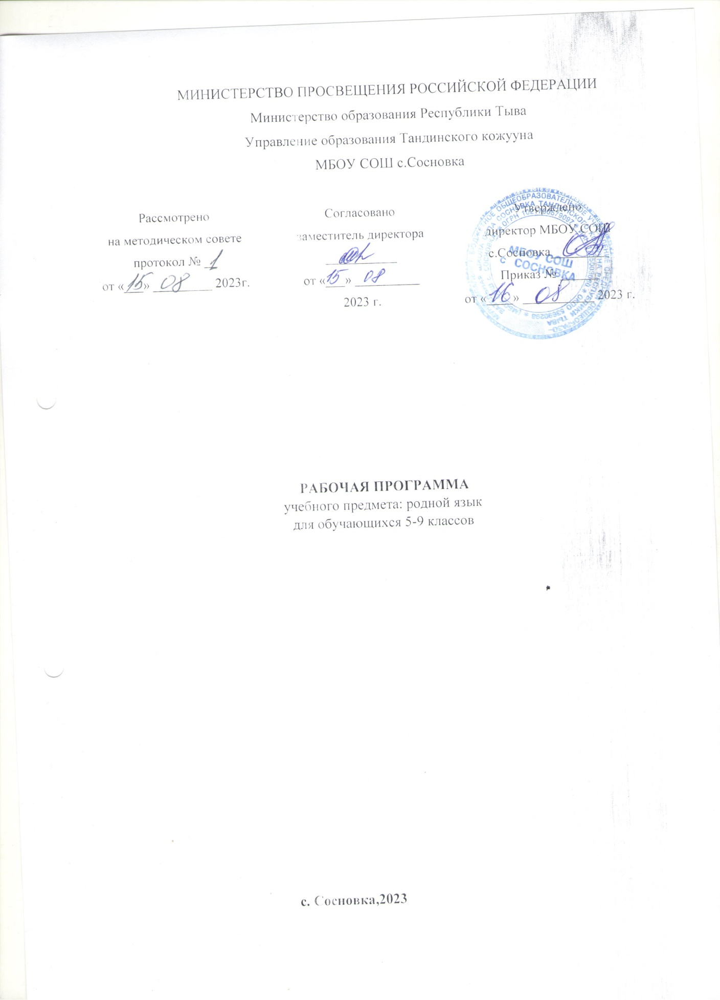 МИНИСТЕРСТВО ПРОСВЕЩЕНИЯ РОССИЙСКОЙ ФЕДЕРАЦИИ
Министерство образования Республики Тыва
Управление образования Тандинского кожууна
МБОУ СОШ с.Сосновка
Рассмотрено
на методическом совете
протокол № 1
от «15» 08 2023г.
Согласовано
заместитель директора
от «15» 08
2023 г.
Утверждено
директор МБОУ СОШ
с.Сосновка
Приказ №
от «16» 08 2023 г.
МБОУ СОШ
с СОСНОВКА
РАБОЧАЯ ПРОГРАММА
учебного предмета: родной язык
для обучающихся 5-9 классов
с. Сосновка,2023